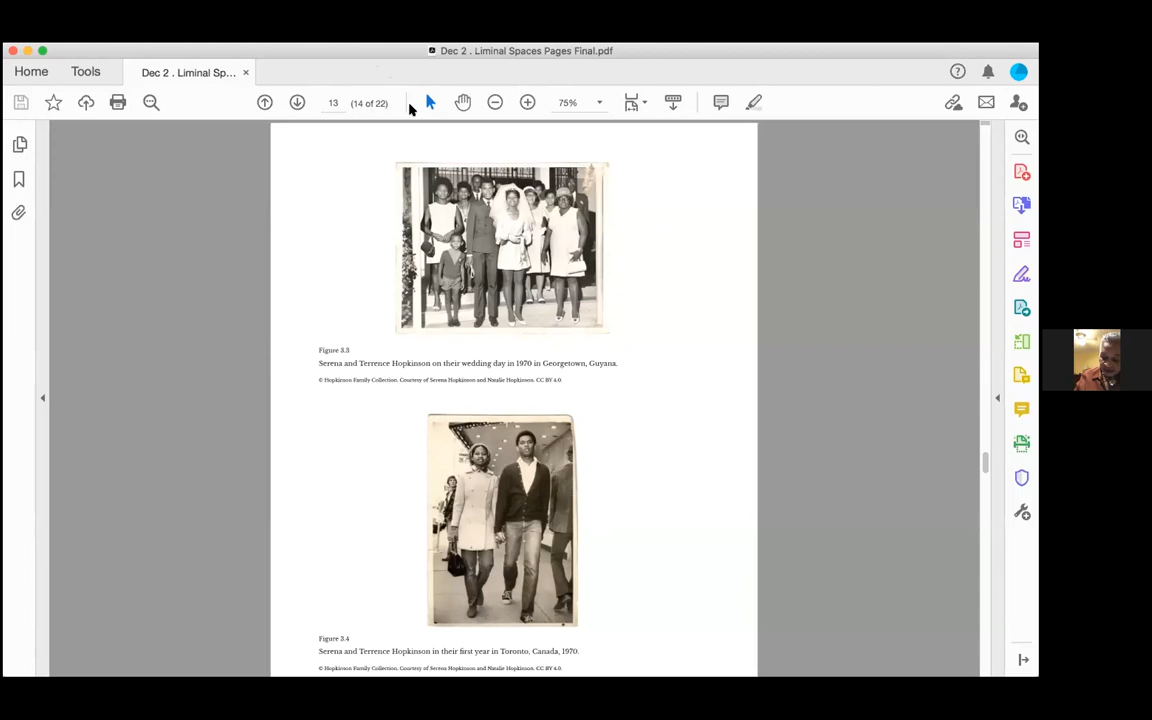 Dec 2 . Liminal Spaces Pages Final.pdf
Home
Tools
Dec 2 . Liminal Sp... ×
13 (14 of 22)
75%
Figure 3.3
Serena and Terrence Hopkinson on their wedding day in 1970 in Georgetown, Guyana.
© Hopkinson Family Collection. Courtesy of Serena Hopkinson and Natalie Hopkinson. CC BY 4.0.
Figure 3.4
Serena and Terrence Hopkinson in their first year in Toronto, Canada, 1970.
© Hopkinson Family Collection. Courtesy of Serena Hopkinson and Natalie Hopkinson. CC BY 4.0.